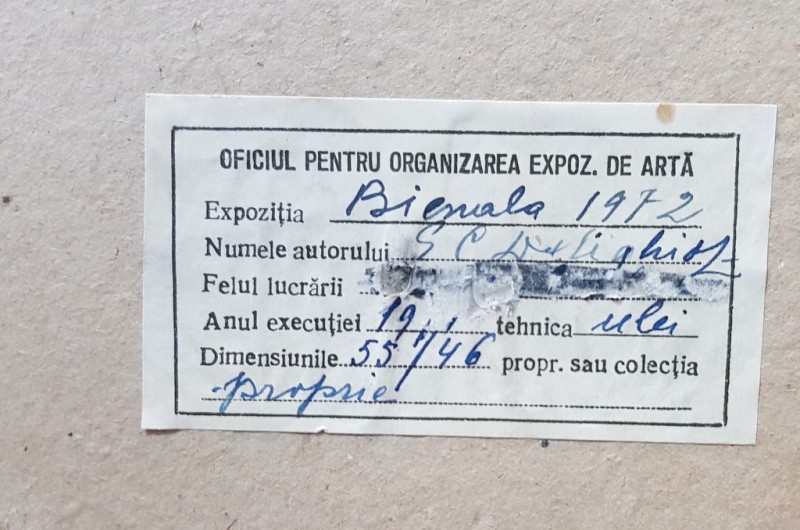 OFICIUL PENTRU ORGANIZAREA EXPOZ. DE ARTĂ
Expoziția Bienala 1972
Numele autorului S C
Felul lucrării
Anul execuției 19 tehnica ulei
Dimensiunile 55/46 propr. sau colecția
proprie